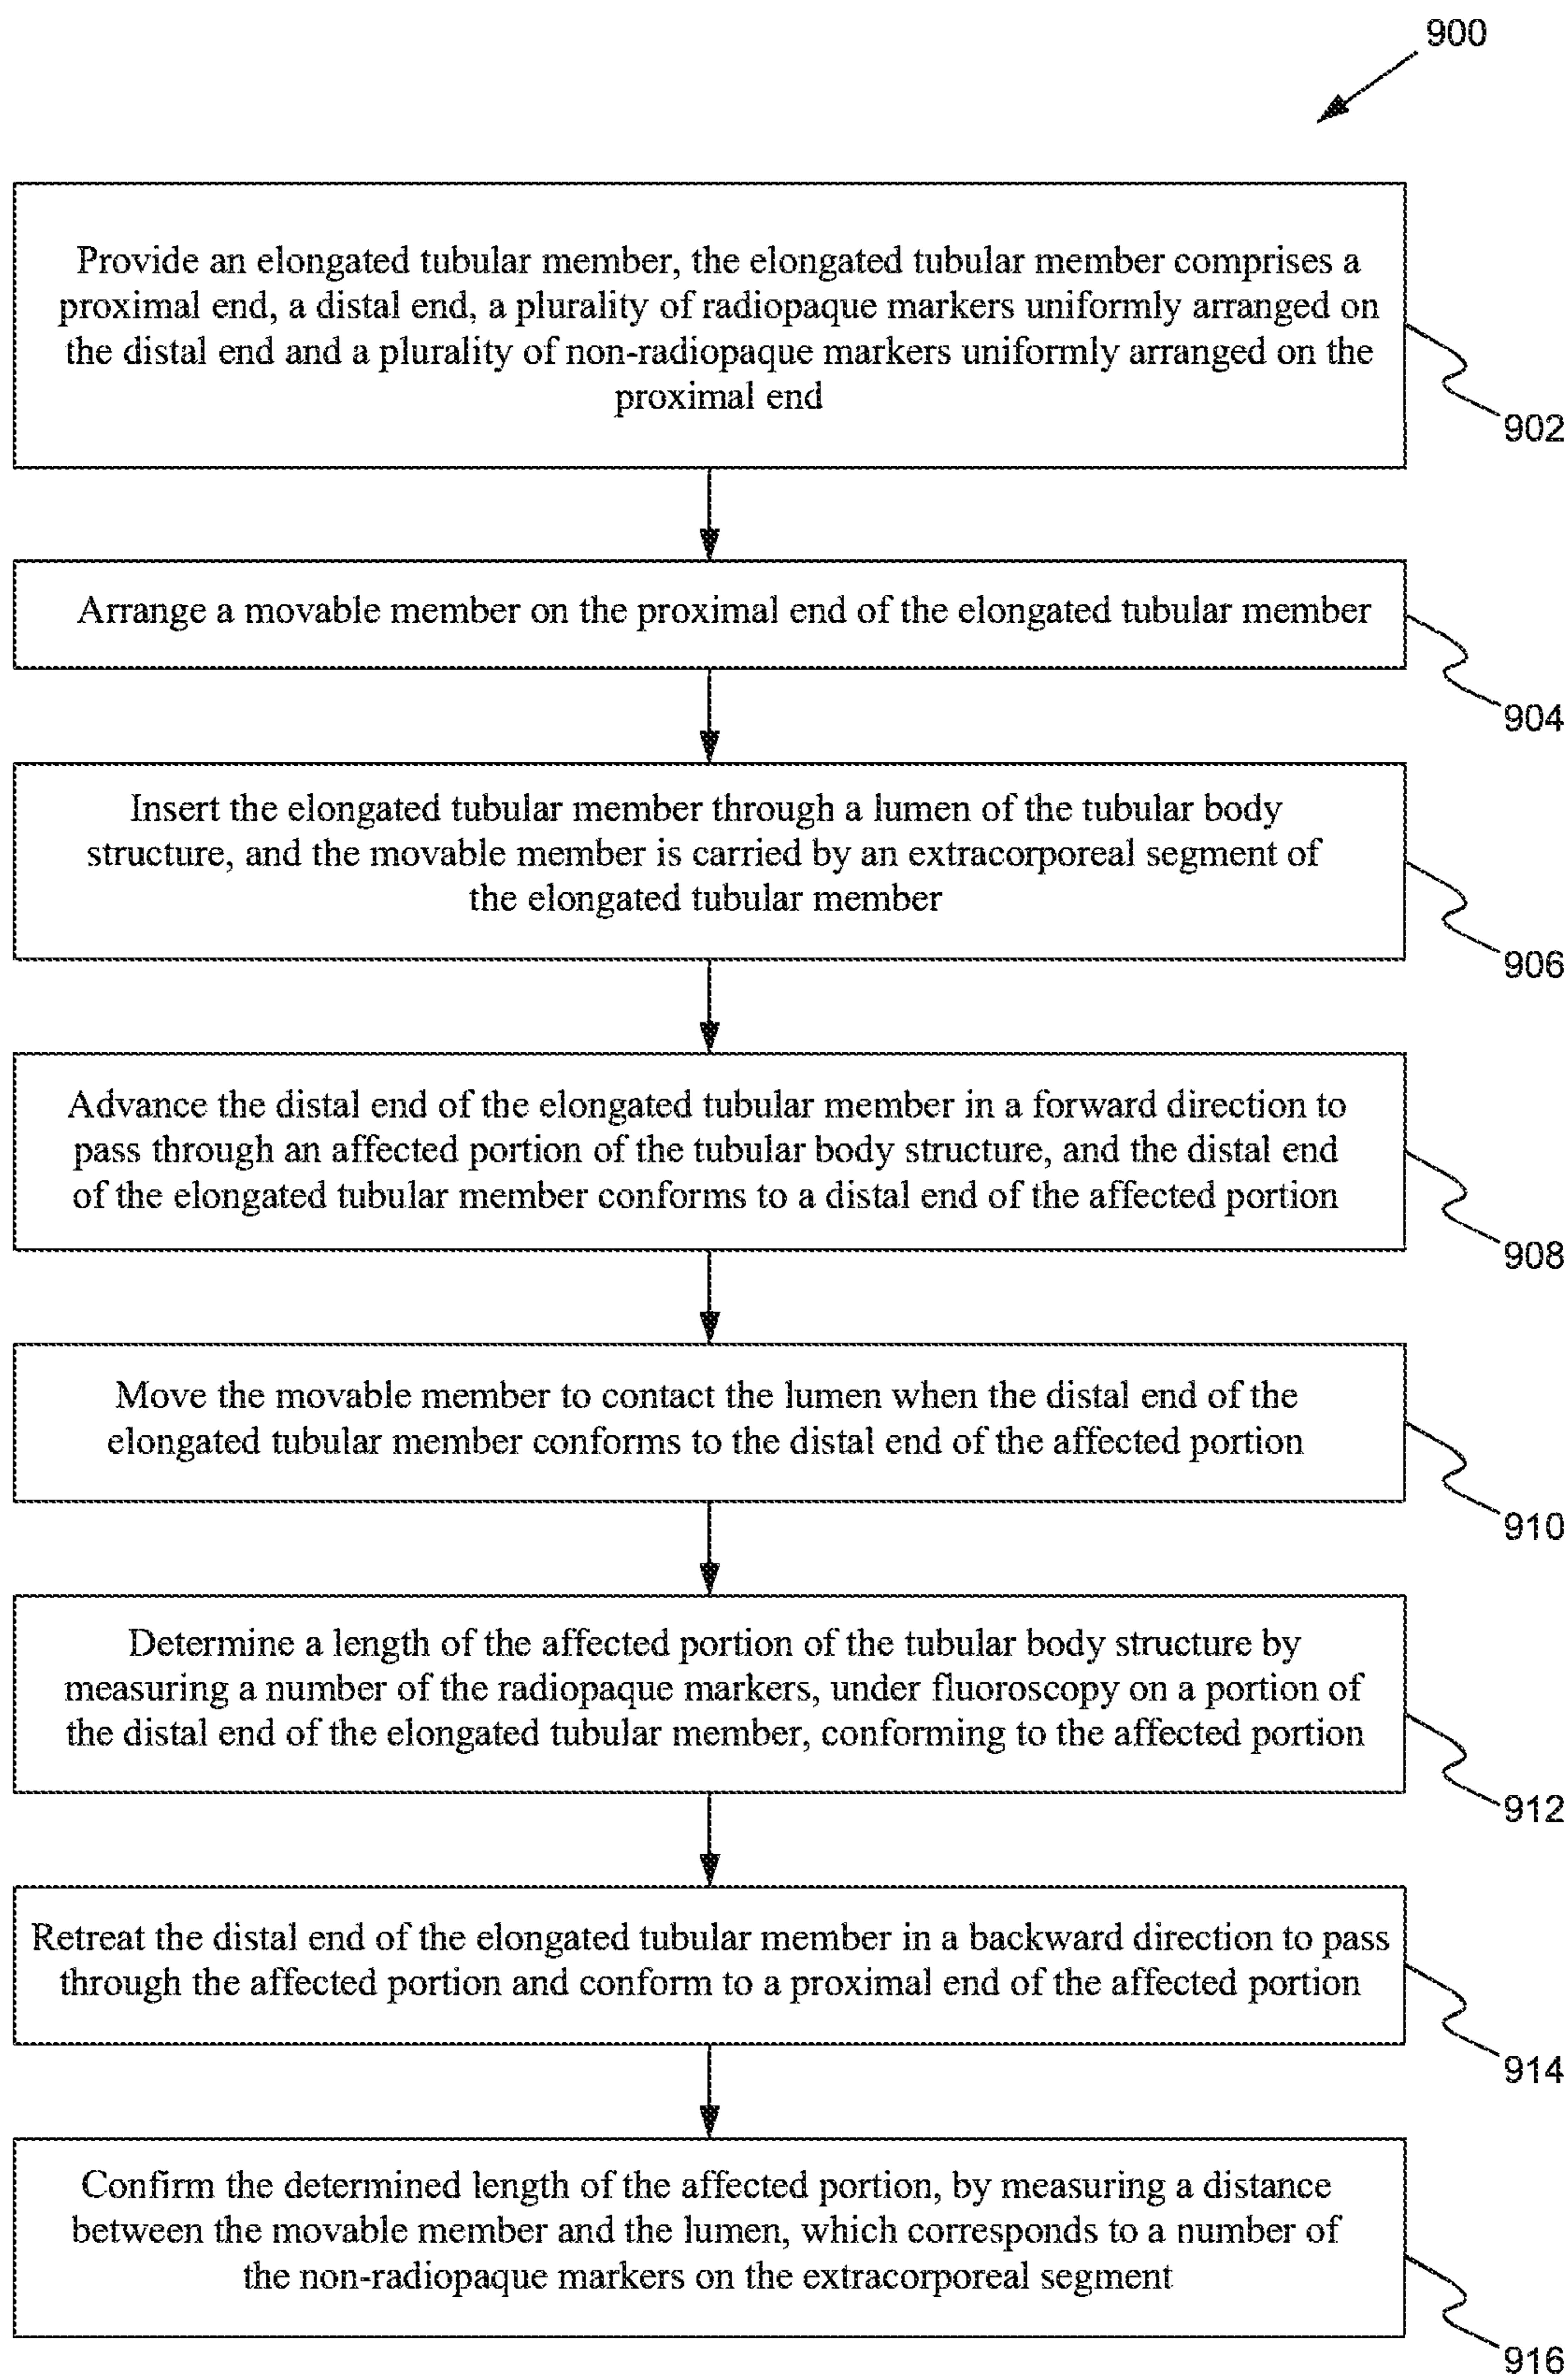 900
Provide an elongated tubular member, the elongated tubular member comprises a
proximal end, a distal end, a plurality of radiopaque markers uniformly arranged on
the distal end and a plurality of non-radiopaque markers uniformly arranged on the
proximal end
902
Arrange a movable member on the proximal end of the elongated tubular member
904
Insert the elongated tubular member through a lumen of the tubular body
structure, and the movable member is carried by an extracorporeal segment of
the elongated tubular member
906
Advance the distal end of the elongated tubular member in a forward direction to
pass through an affected portion of the tubular body structure, and the distal end
of the elongated tubular member conforms to a distal end of the affected portion
908
Move the movable member to contact the lumen when the distal end of the
elongated tubular member conforms to the distal end of the affected portion
910
Determine a length of the affected portion of the tubular body structure by
measuring a number of the radiopaque markers, under fluoroscopy on a portion of
the distal end of the elongated tubular member, conforming to the affected portion
912
Retreat the distal end of the elongated tubular member in a backward direction to pass
through the affected portion and conform to a proximal end of the affected portion
914
Confirm the determined length of the affected portion, by measuring a distance
between the movable member and the lumen, which corresponds to a number of
the non-radiopaque markers on the extracorporeal segment
916